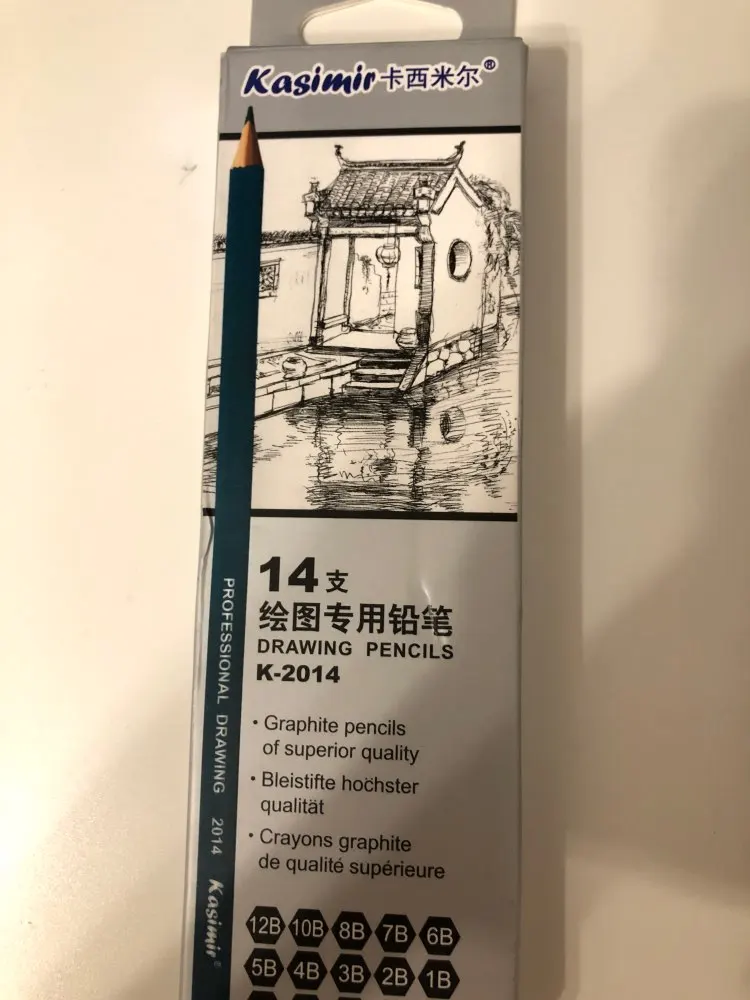 Kasimir卡西米尔®
14支
绘图专用铅笔
DRAWING PENCILS
K-2014
• Graphite pencils
of superior quality
• Bleistifte höchster
qualität
• Crayons graphite
de qualité supérieure
12B 10B 8B 7B 6B
5B 4B 3B 2B 1B
PROFESSIONAL DRAWING 2014 Kasimir®